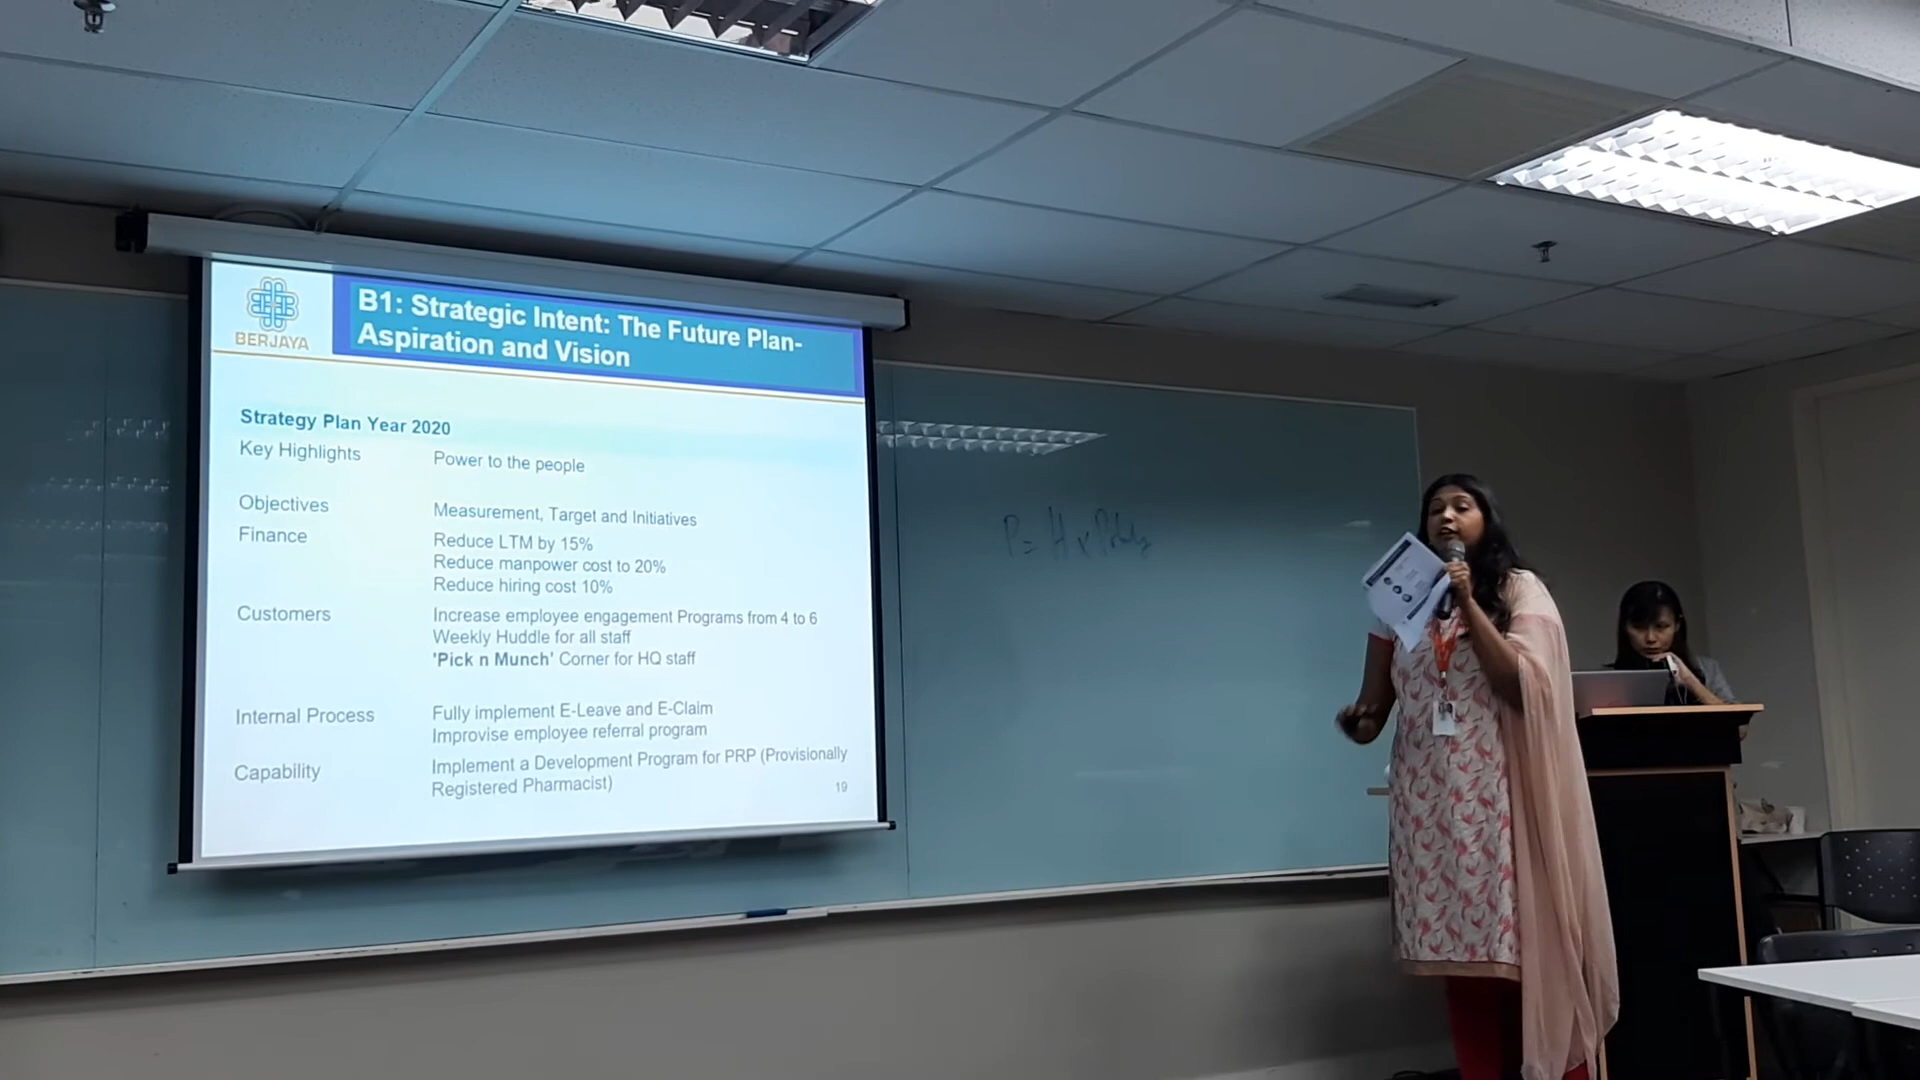 BERJAYA
B1: Strategic Intent: The Future Plan-
Aspiration and Vision
Strategy Plan Year 2020
Key Highlights Power to the people
Objectives Measurement, Target and Initiatives
Finance Reduce LTM by 15%
Reduce manpower cost to 20%
Reduce hiring cost 10%
Customers Increase employee engagement Programs from 4 to 6
Weekly Huddle for all staff
'Pick n Munch' Corner for HQ staff
Internal Process Fully implement E-Leave and E-Claim
Improvise employee referral program
Capability Implement a Development Program for PRP (Provisionally
Registered Pharmacist)
19
P= H x